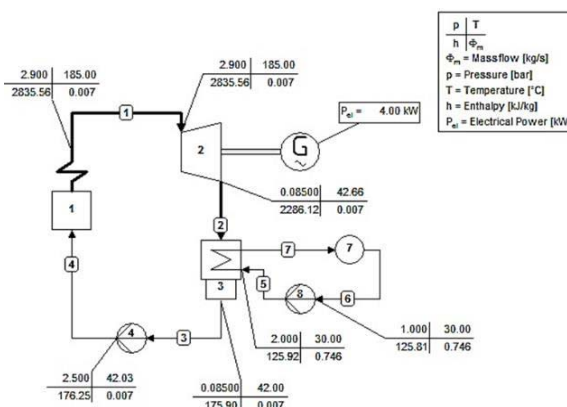 p | T
h | Φm
Φm = Massflow [kg/s]
p = Pressure [bar]
T = Temperature [°C]
h = Enthalpy [kJ/kg]
Pel = Electrical Power [kW
2.900 | 185.00
2835.56 | 0.007
2.900 | 185.00
2835.56 | 0.007
1
2
G
~
Pel = 4.00 kW
0.08500 | 42.66
2286.12 | 0.007
1
2
4
7
7
3
5
8
6
4
3
2.000 | 30.00
125.92 | 0.746
1.000 | 30.00
125.81 | 0.746
2.500 | 42.03
176.25 | 0.007
0.08500 | 42.00
175.90 | 0.007